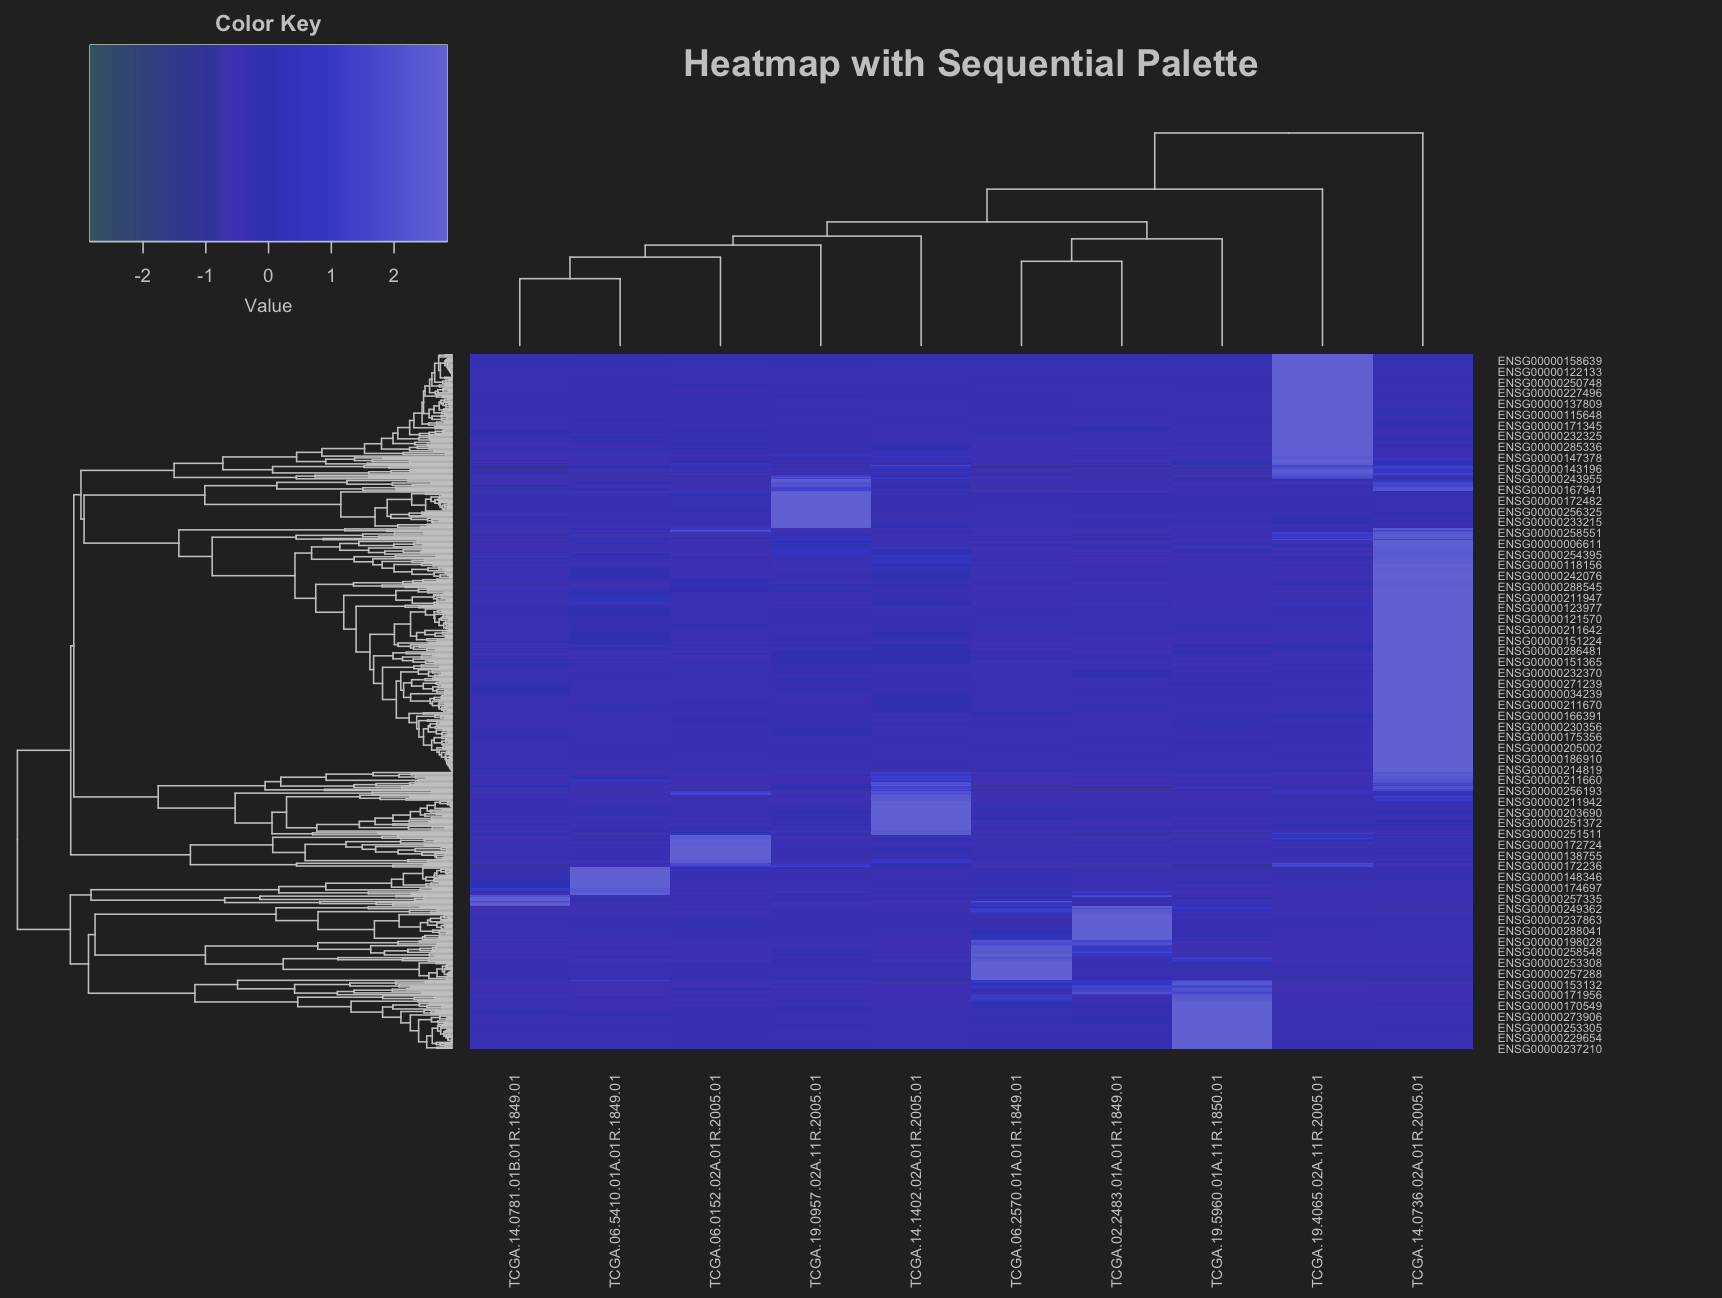 Color Key
Heatmap with Sequential Palette
-2 -1 0 1 2
Value
ENSG00000158639
ENSG00000122133
ENSG00000250748
ENSG00000227496
ENSG00000137809
ENSG00000115648
ENSG00000171345
ENSG00000232325
ENSG00000285336
ENSG00000147378
ENSG00000143196
ENSG00000243955
ENSG00000167941
ENSG00000172482
ENSG00000256325
ENSG00000233215
ENSG00000258551
ENSG00000006611
ENSG00000254395
ENSG00000118156
ENSG00000242076
ENSG00000288545
ENSG00000211947
ENSG00000123977
ENSG00000121570
ENSG00000211642
ENSG00000151224
ENSG00000286481
ENSG00000151365
ENSG00000232370
ENSG00000271239
ENSG00000034239
ENSG00000211670
ENSG00000166391
ENSG00000230356
ENSG00000175356
ENSG00000205002
ENSG00000186910
ENSG00000214819
ENSG00000211660
ENSG00000256193
ENSG00000211942
ENSG00000203690
ENSG00000251372
ENSG00000251511
ENSG00000172724
ENSG00000138755
ENSG00000172236
ENSG00000148346
ENSG00000174697
ENSG00000257335
ENSG00000249362
ENSG00000237863
ENSG00000288041
ENSG00000198028
ENSG00000258548
ENSG00000253308
ENSG00000257288
ENSG00000153132
ENSG00000171956
ENSG00000170549
ENSG00000273906
ENSG00000253305
ENSG00000229654
ENSG00000237210
TCGA.14.0781.01B.01R.1849.01
TCGA.06.5410.01A.01R.1849.01
TCGA.06.0152.02A.01R.2005.01
TCGA.19.0957.02A.11R.2005.01
TCGA.14.1402.02A.01R.2005.01
TCGA.06.2570.01A.01R.1849.01
TCGA.02.2483.01A.01R.1849.01
TCGA.19.5960.01A.11R.1850.01
TCGA.19.4065.02A.11R.2005.01
TCGA.14.0736.02A.01R.2005.01